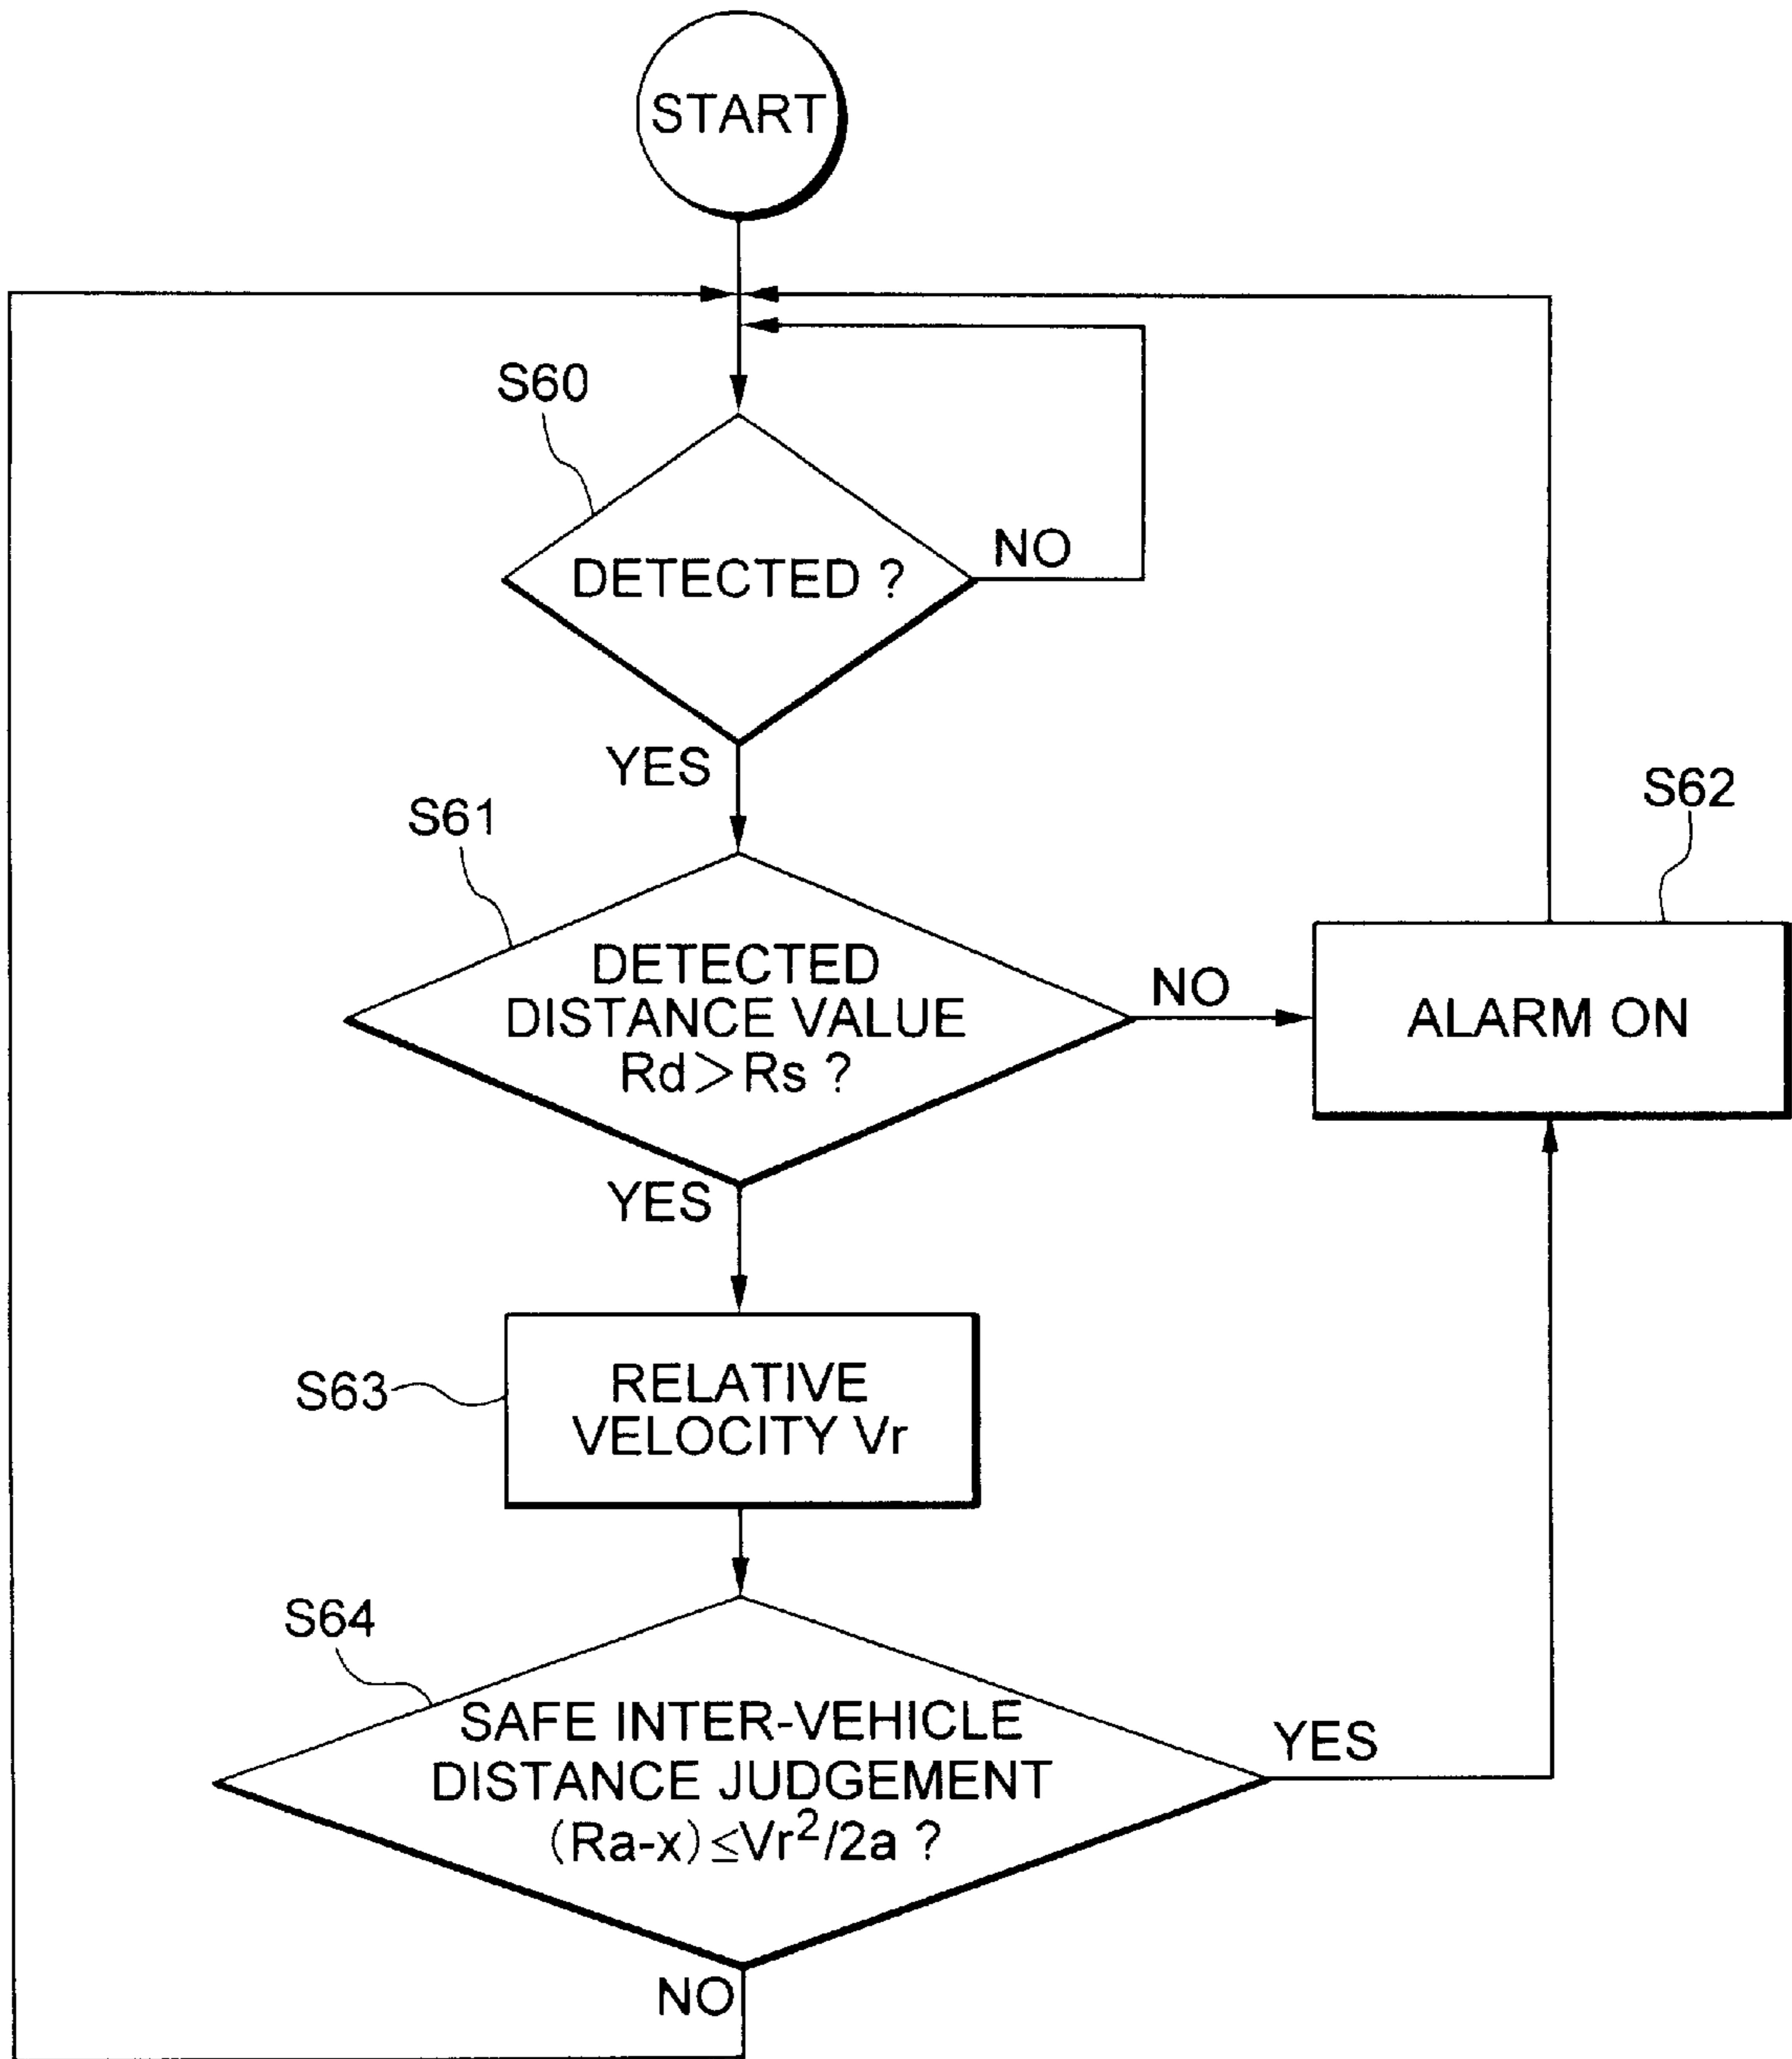 START
S60
DETECTED ?
NO
YES
S61
S62
DETECTED
DISTANCE VALUE
Rd>Rs ?
NO
ALARM ON
YES
S63
RELATIVE
VELOCITY Vr
S64
SAFE INTER-VEHICLE
DISTANCE JUDGEMENT
(Ra-x)≦Vr²/2a ?
YES
NO